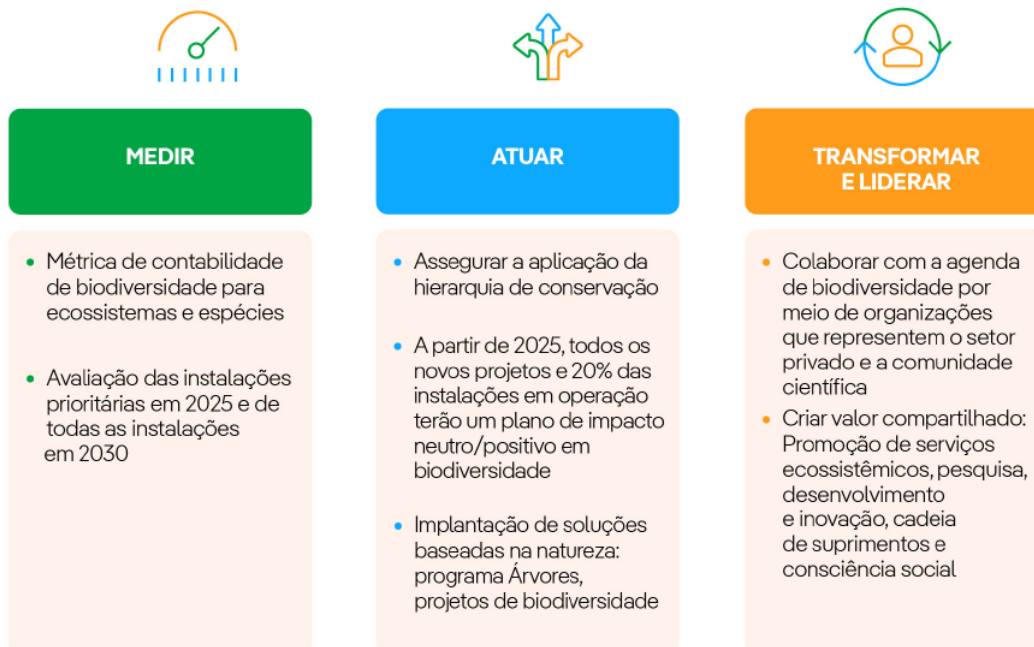 MEDIR
• Métrica de contabilidade
de biodiversidade para
ecossistemas e espécies
• Avaliação das instalações
prioritárias em 2025 e de
todas as instalações
em 2030
ATUAR
• Assegurar a aplicação da
hierarquia de conservação
• A partir de 2025, todos os
novos projetos e 20% das
instalações em operação
terão um plano de impacto
neutro/positivo em
biodiversidade
• Implantação de soluções
baseadas na natureza:
programa Árvores,
projetos de biodiversidade
TRANSFORMAR
E LIDERAR
• Colaborar com a agenda
de biodiversidade por
meio de organizações
que representem o setor
privado e a comunidade
científica
• Criar valor compartilhado:
Promoção de serviços
ecossistêmicos, pesquisa,
desenvolvimento
e inovação, cadeia
de suprimentos e
consciência social